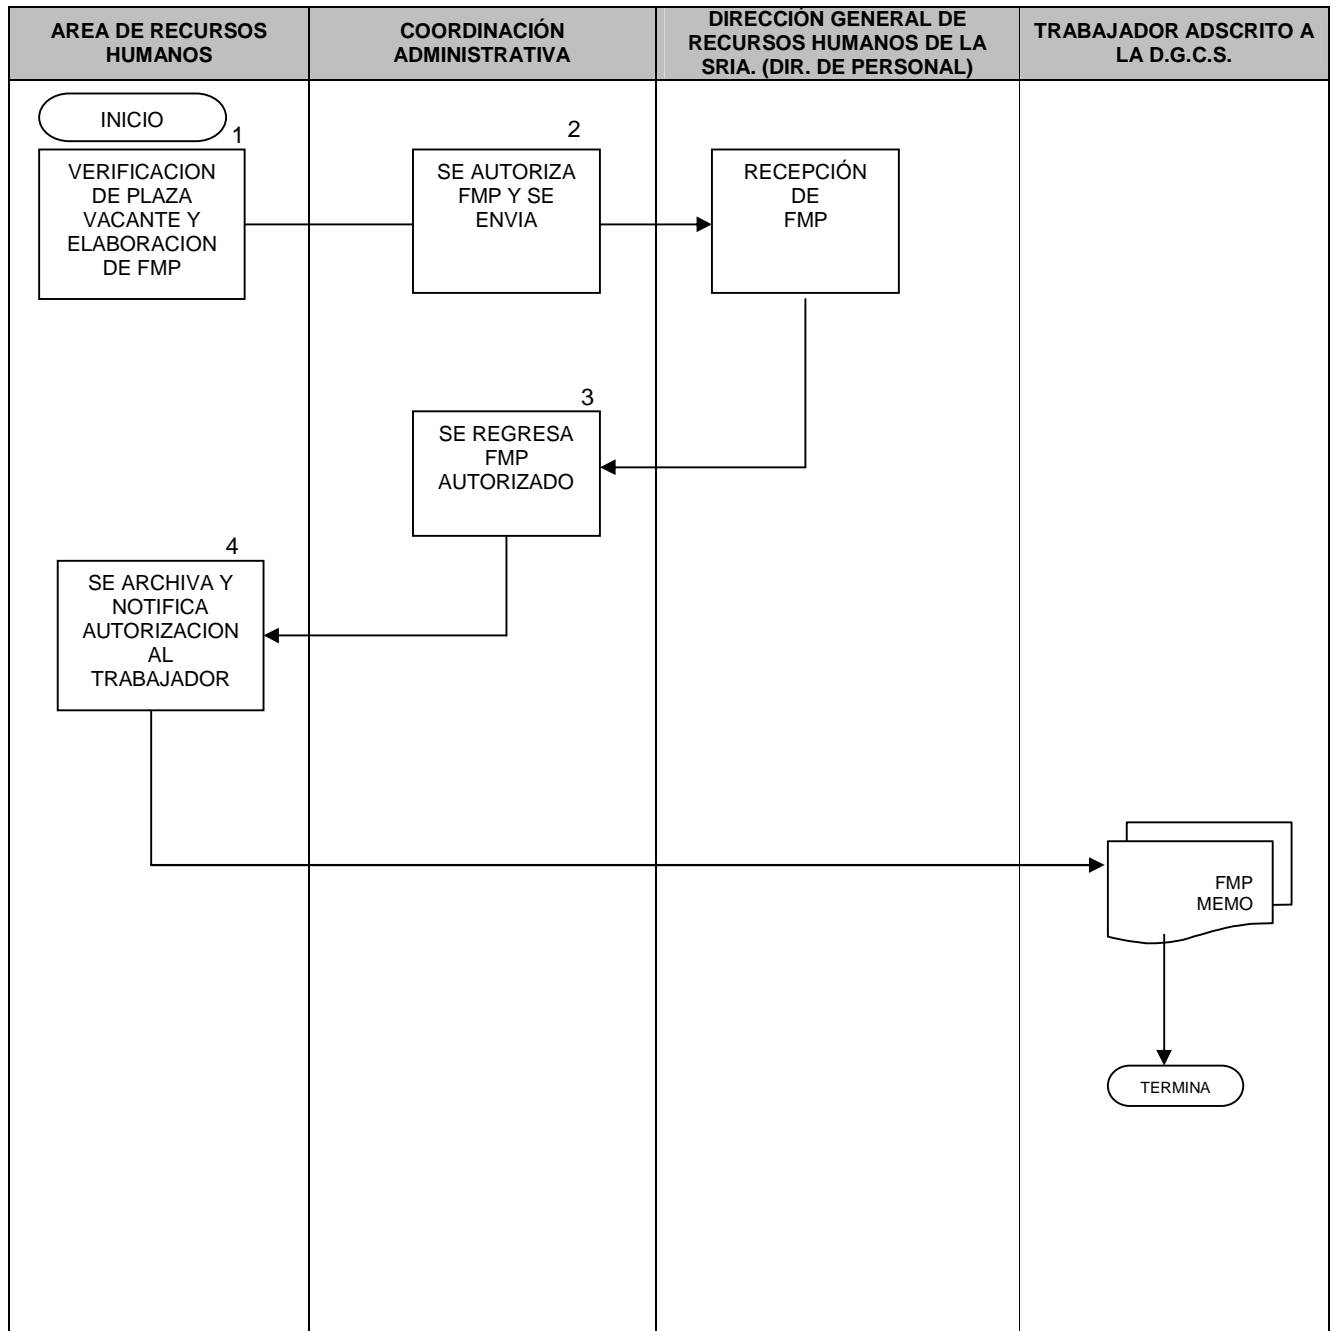 AREA DE RECURSOS
HUMANOS
COORDINACIÓN
ADMINISTRATIVA
DIRECCIÓN GENERAL DE
RECURSOS HUMANOS DE LA
SRIA. (DIR. DE PERSONAL)
TRABAJADOR ADSCRITO A
LA D.G.C.S.
INICIO
1
VERIFICACION
DE PLAZA
VACANTE Y
ELABORACION
DE FMP
2
SE AUTORIZA
FMP Y SE
ENVIA
RECEPCIÓN
DE
FMP
3
SE REGRESA
FMP
AUTORIZADO
4
SE ARCHIVA Y
NOTIFICA
AUTORIZACION
AL
TRABAJADOR
FMP
MEMO
TERMINA